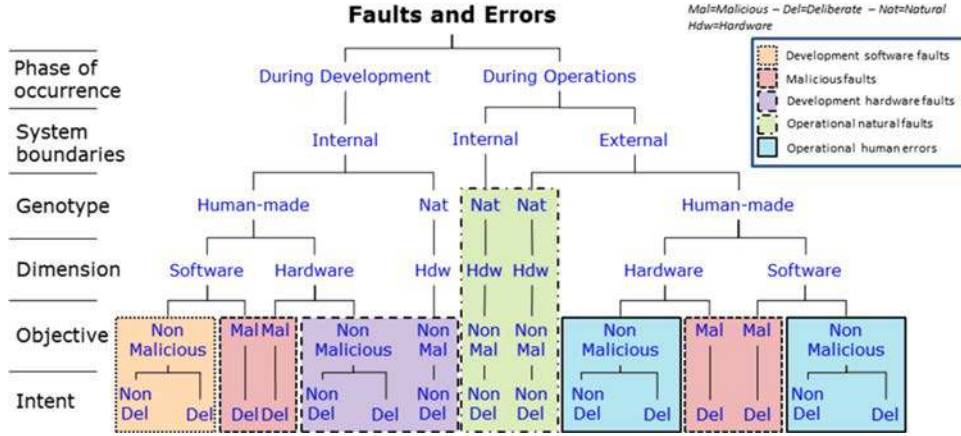 Faults and Errors
Mal=Malicious – Del=Deliberate – Nat=Natural
Hdw=Hardware
Development software faults
Malicious faults
Development hardware faults
Operational natural faults
Operational human errors
Phase of
occurrence
During Development During Operations
System
boundaries
Internal Internal External
Genotype Human-made Nat Nat Nat Human-made
Dimension Software Hardware Hdw Hdw Hdw Hardware Software
Objective
Non Mal Mal Non Non Non Non Non Mal Mal Non
Malicious Malicious Mal Mal Mal Malicious Malicious
Intent
Non Non Non Non Non Non Non
Del Del Del Del Del Del Del Del Del Del Del Del Del Del Del